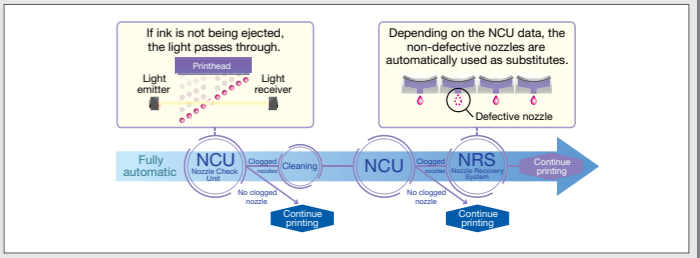 If ink is not being ejected,
the light passes through.
Printhead
Light
emitter
Light
receiver
Depending on the NCU data, the
non-defective nozzles are
automatically used as substitutes.
Defective nozzle
Fully
automatic
NCU
Nozzle Check
Unit
Clogged
nozzles
Cleaning
No clogged
nozzle
Continue
printing
NCU
Clogged
nozzles
NRS
Nozzle Recovery
System
Continue
printing
No clogged
nozzle
Continue
printing